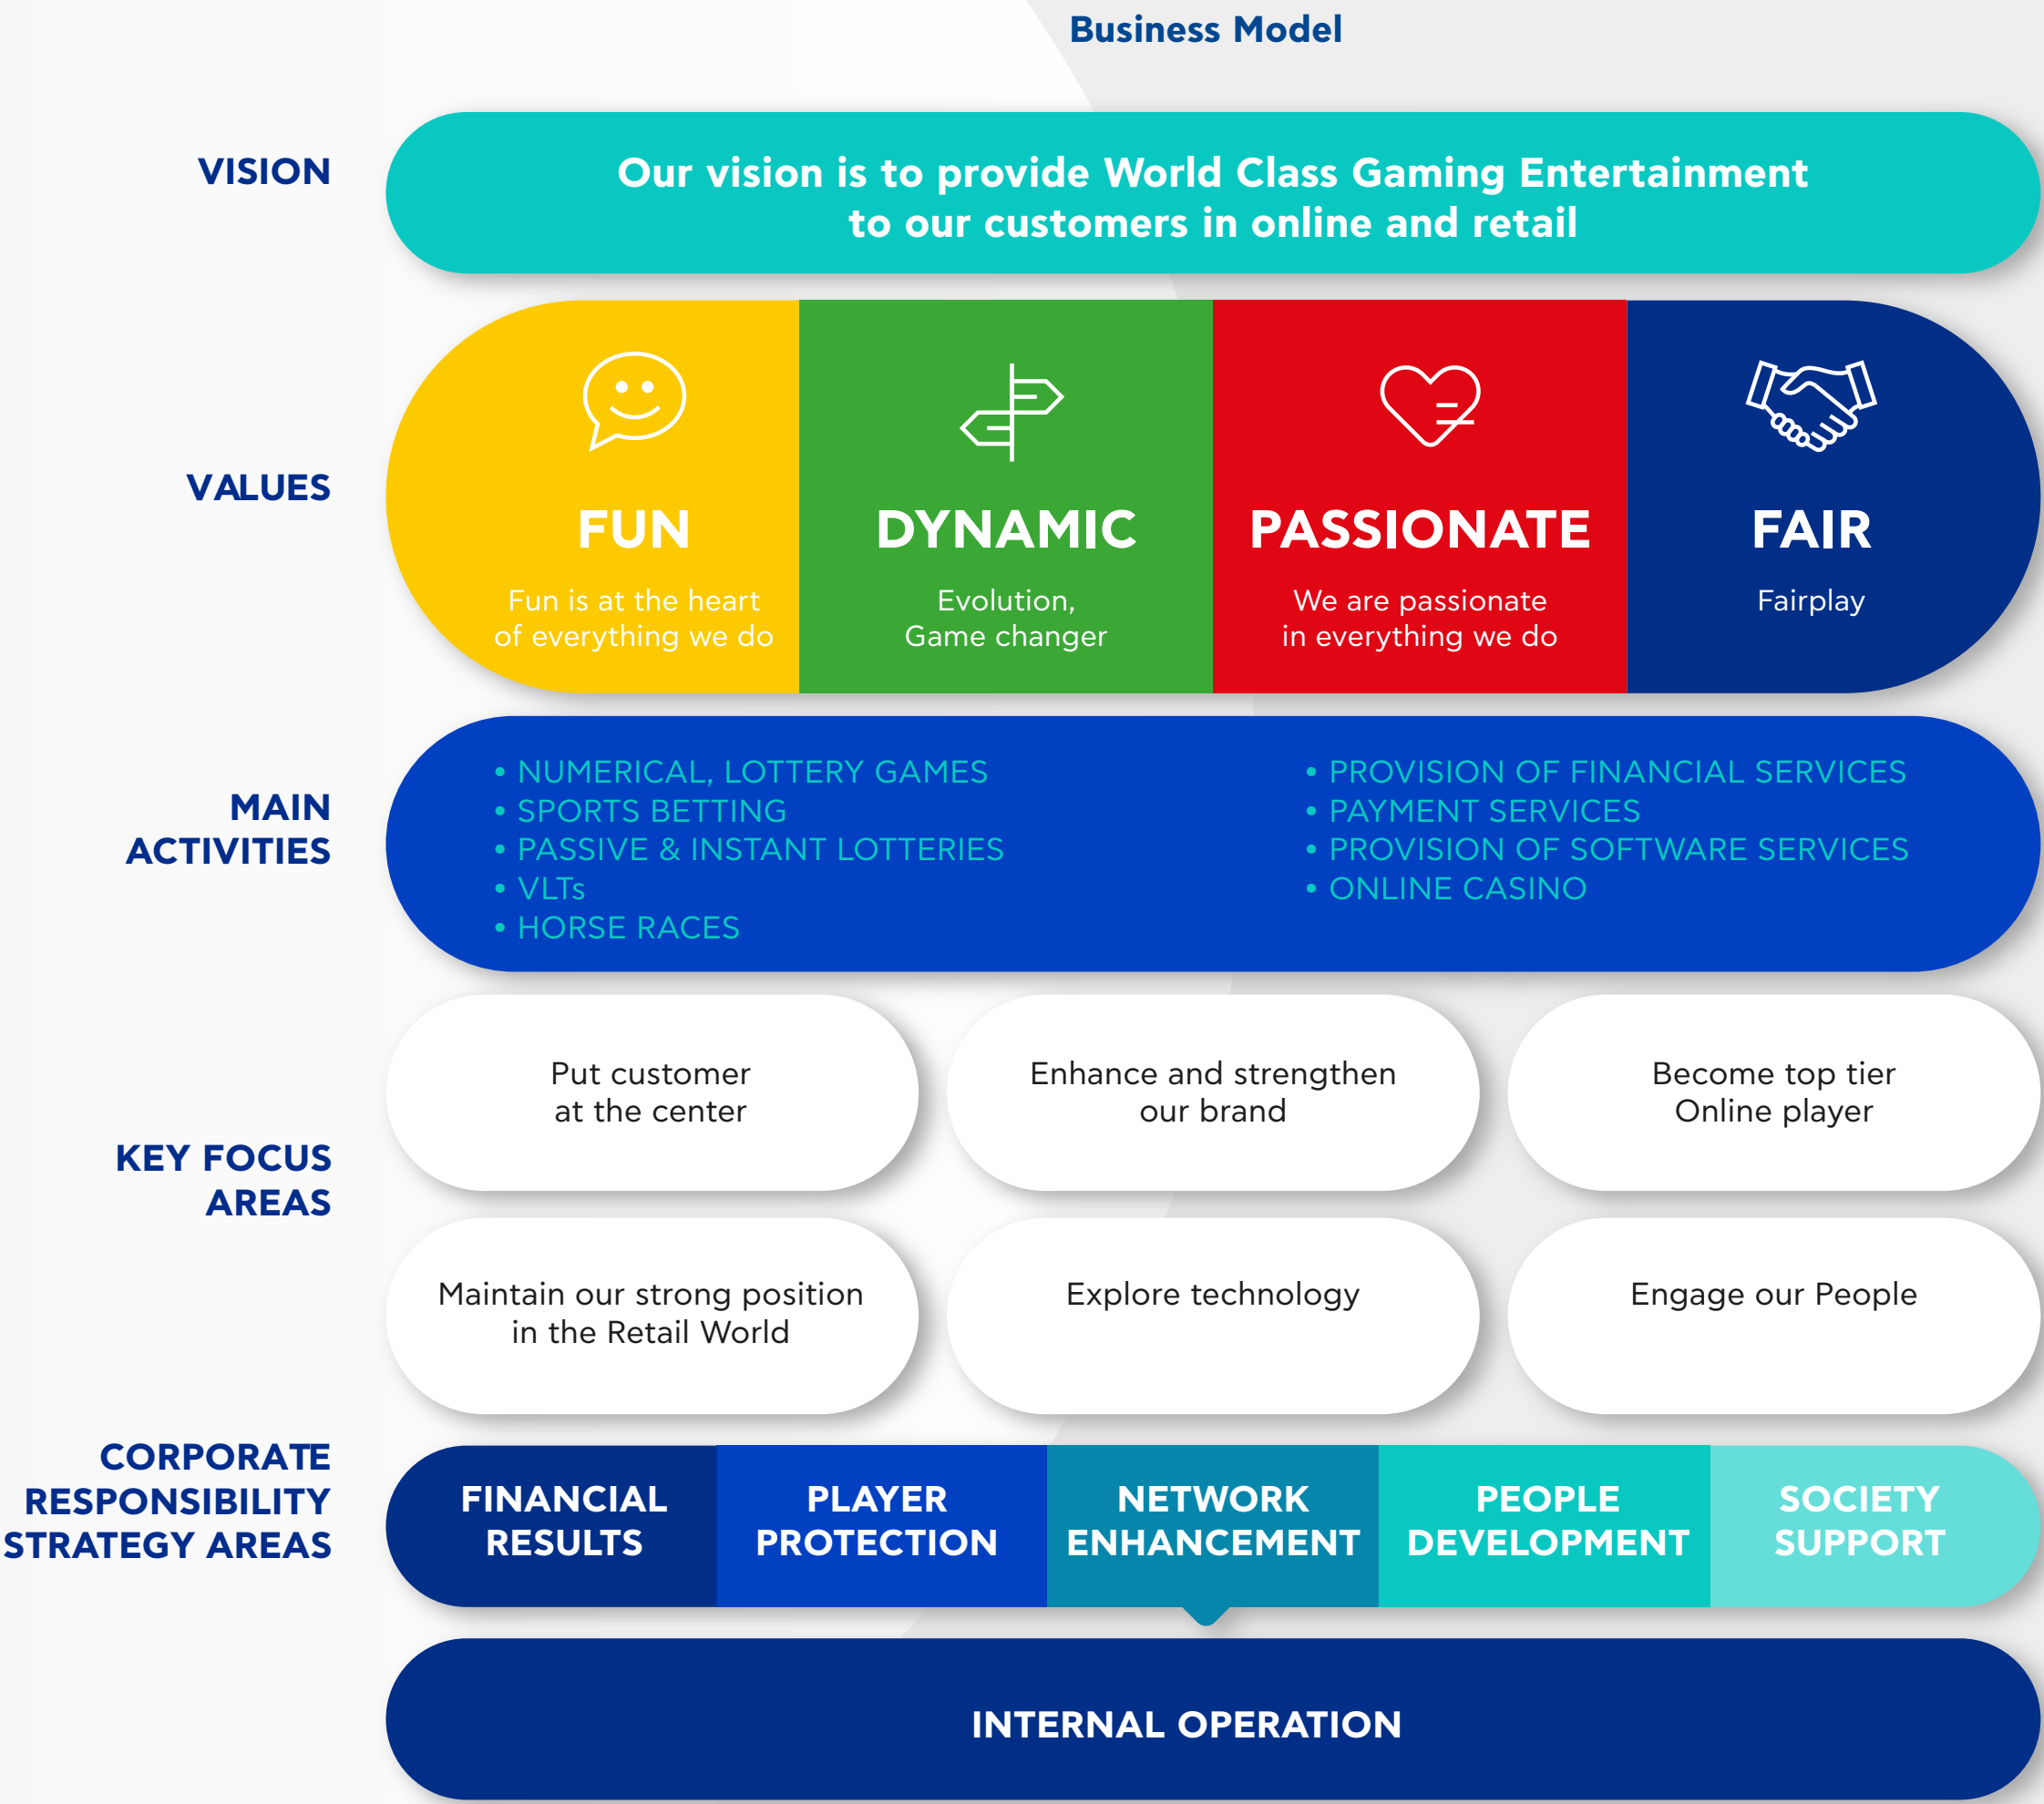 Business Model
VISION
Our vision is to provide World Class Gaming Entertainment
to our customers in online and retail
VALUES
FUN
Fun is at the heart
of everything we do
DYNAMIC
Evolution,
Game changer
PASSIONATE
We are passionate
in everything we do
FAIR
Fairplay
MAIN
ACTIVITIES
• NUMERICAL, LOTTERY GAMES
• SPORTS BETTING
• PASSIVE & INSTANT LOTTERIES
• VLTs
• HORSE RACES
• PROVISION OF FINANCIAL SERVICES
• PAYMENT SERVICES
• PROVISION OF SOFTWARE SERVICES
• ONLINE CASINO
KEY FOCUS
AREAS
Put customer
at the center
Enhance and strengthen
our brand
Become top tier
Online player
Maintain our strong position
in the Retail World
Explore technology
Engage our People
CORPORATE
RESPONSIBILITY
STRATEGY AREAS
FINANCIAL
RESULTS
PLAYER
PROTECTION
NETWORK
ENHANCEMENT
PEOPLE
DEVELOPMENT
SOCIETY
SUPPORT
INTERNAL OPERATION